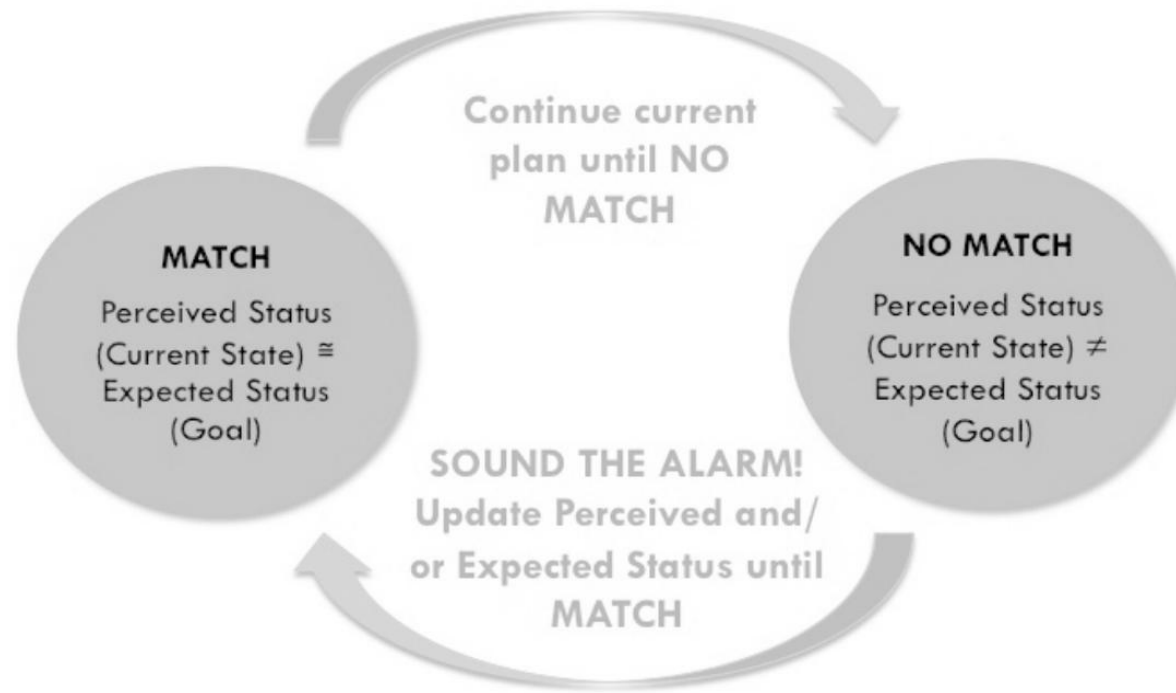 Continue current
plan until NO
MATCH
MATCH
Perceived Status
(Current State) ≅
Expected Status
(Goal)
NO MATCH
Perceived Status
(Current State) ≠
Expected Status
(Goal)
SOUND THE ALARM!
Update Perceived and/
or Expected Status until
MATCH